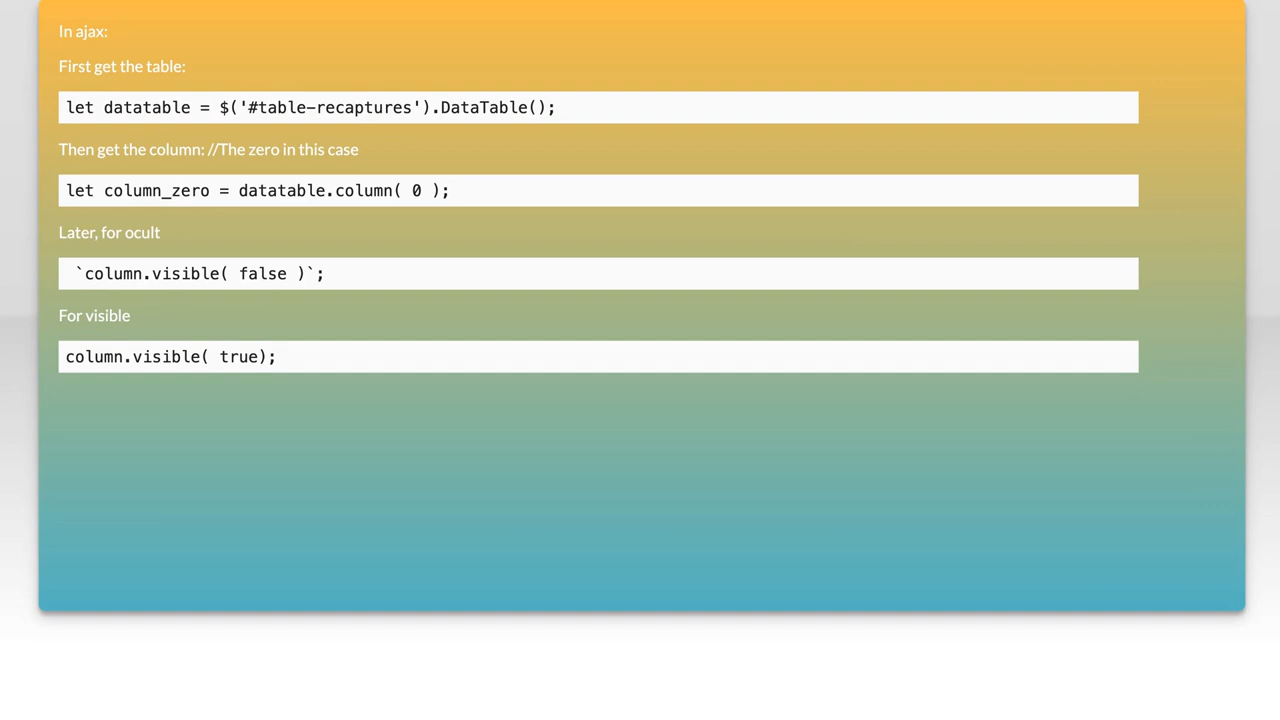 In ajax:
First get the table:
let datatable = $('#table-recaptures').DataTable();
Then get the column: //The zero in this case
let column_zero = datatable.column( 0 );
Later, for ocult
`column.visible( false )`;
For visible
column.visible( true);